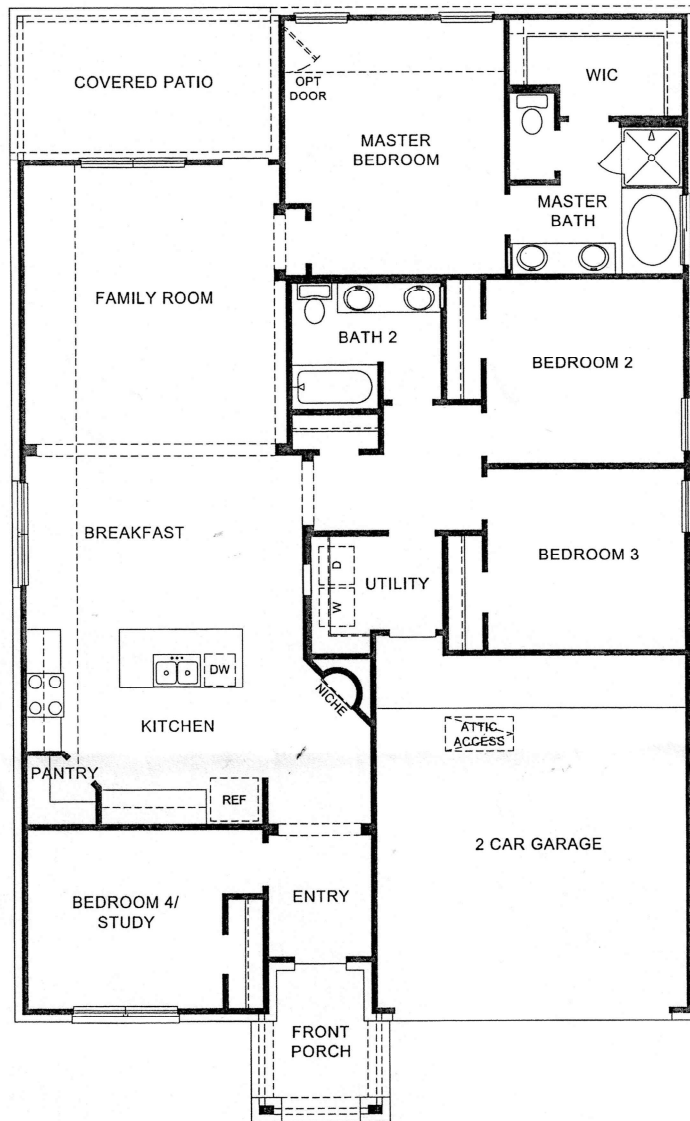 COVERED PATIO
OPT
DOOR
WIC
MASTER
BEDROOM
MASTER
BATH
FAMILY ROOM
BATH 2
BEDROOM 2
BREAKFAST
BEDROOM 3
D
W
UTILITY
DW
NICHE
KITCHEN
ATTIC
ACCESS
PANTRY
REF
2 CAR GARAGE
BEDROOM 4/
STUDY
ENTRY
FRONT
PORCH